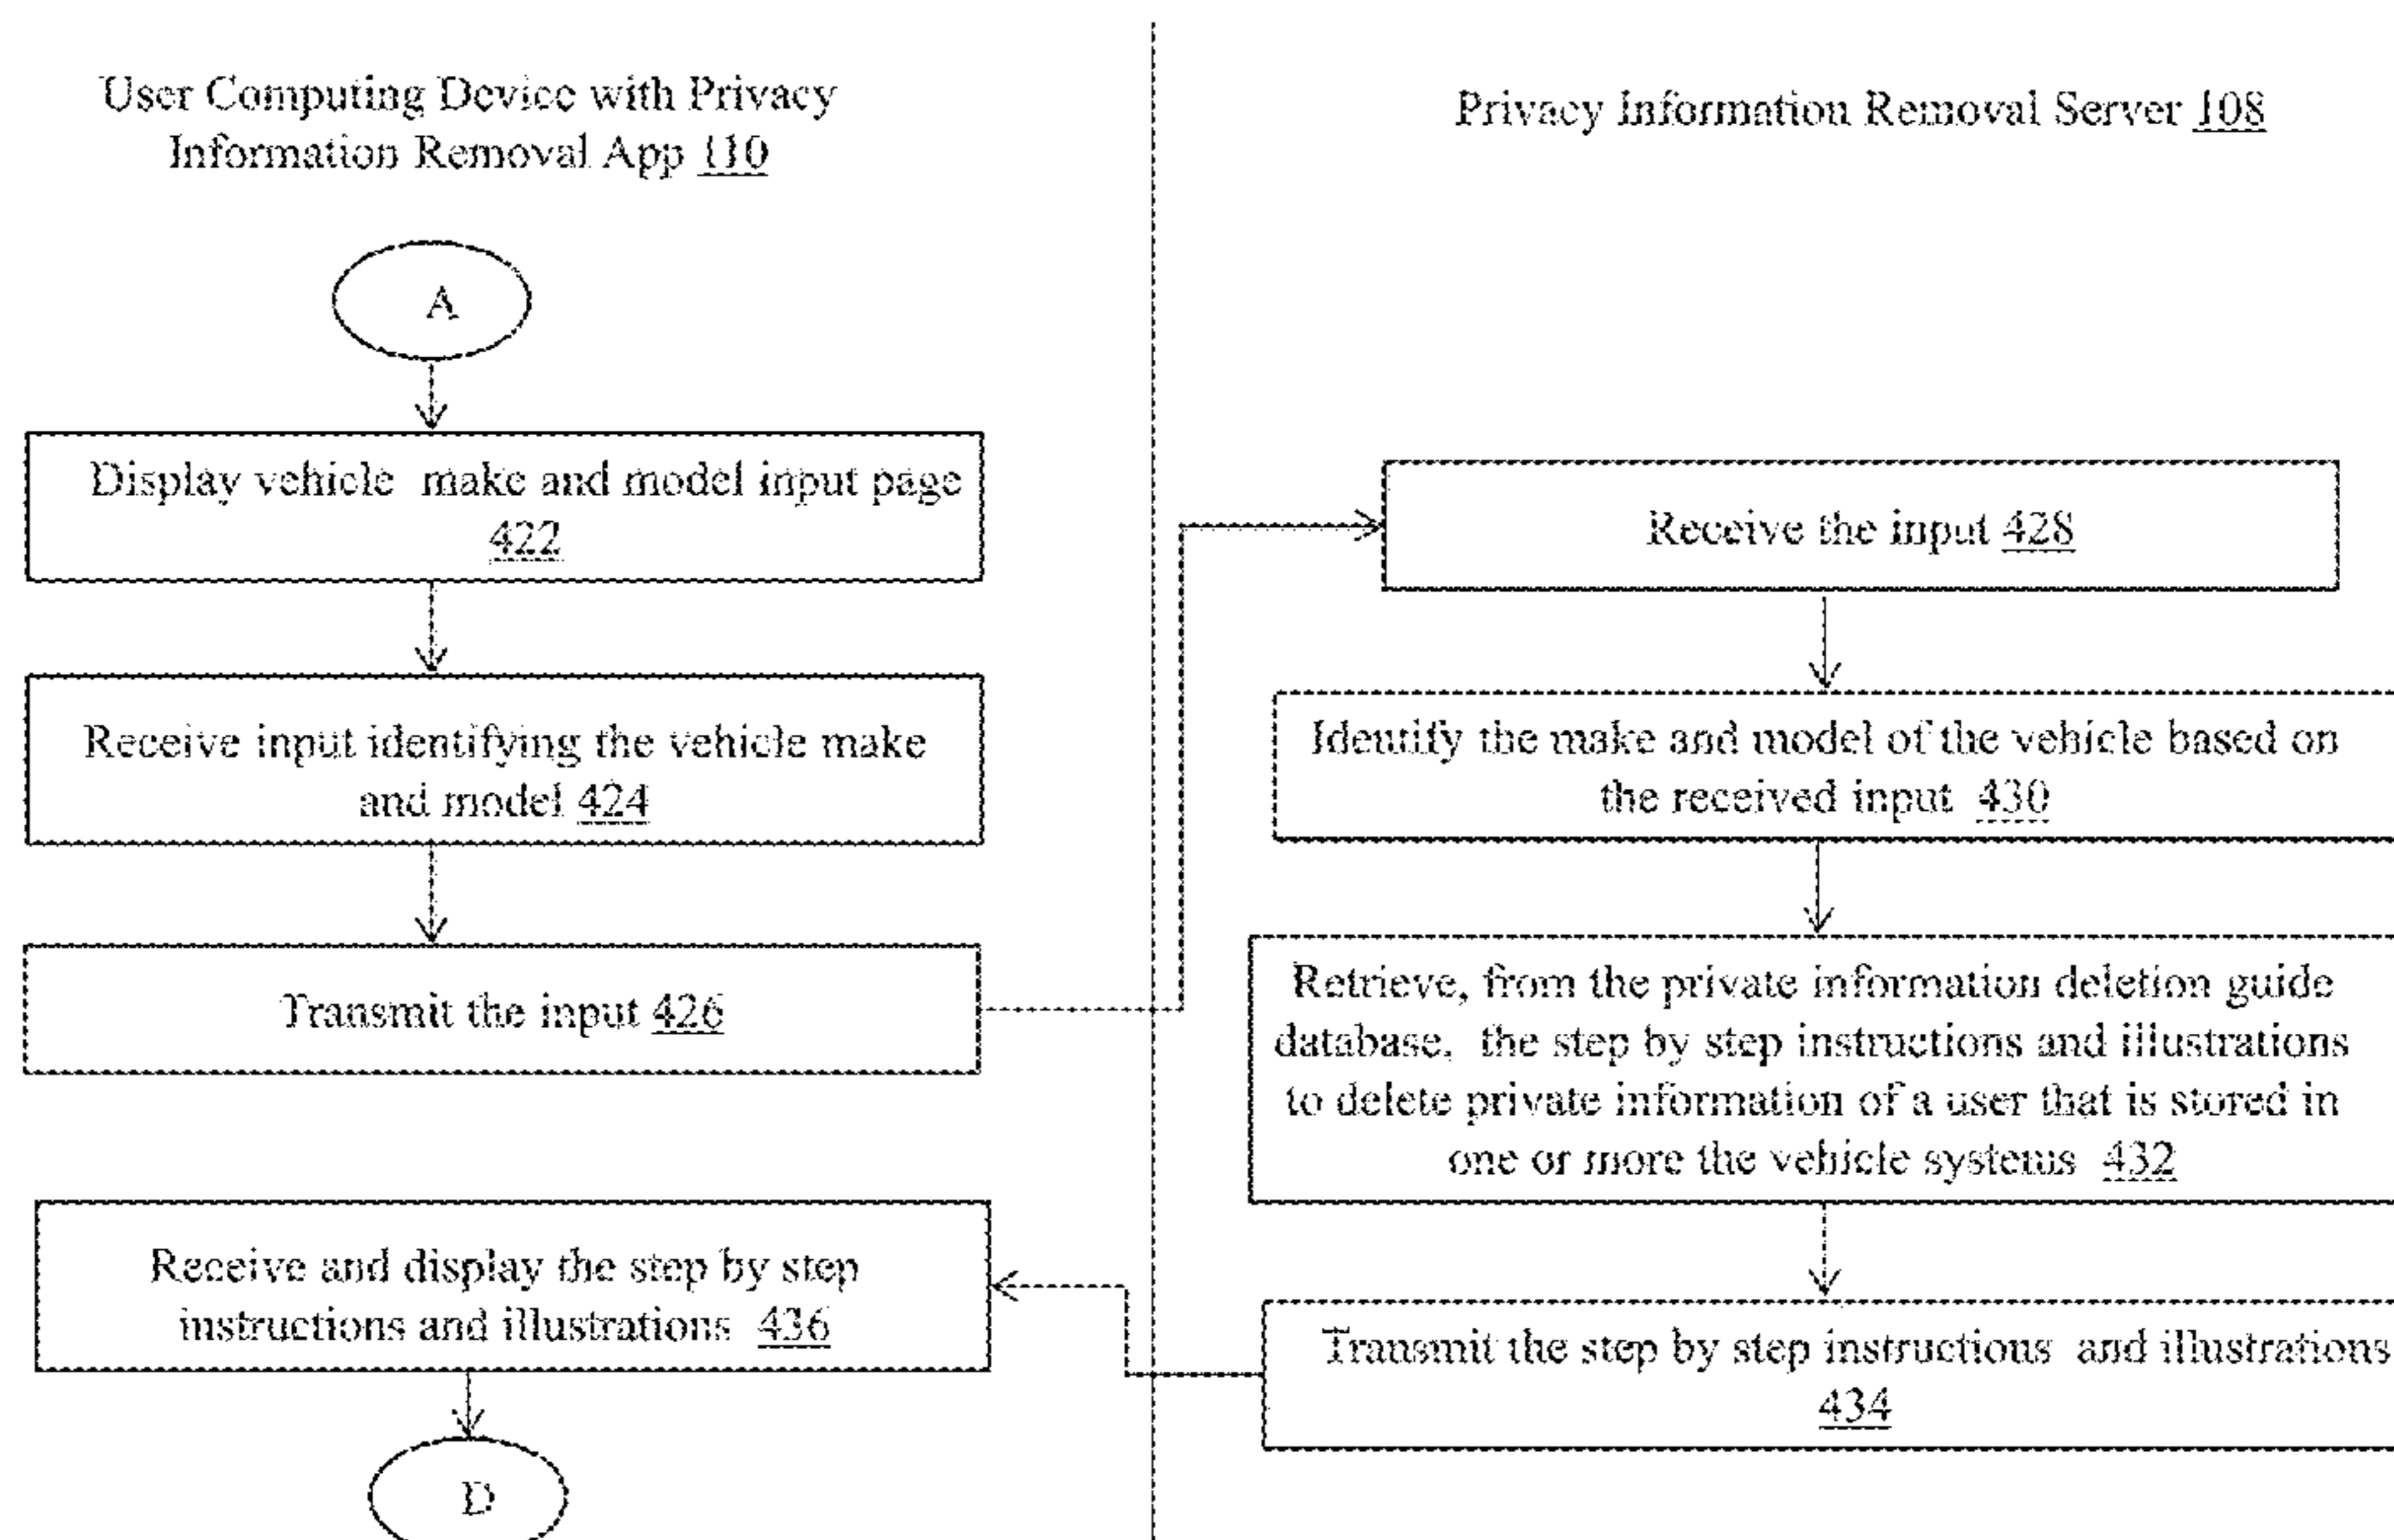 User Computing Device with Privacy
Information Removal App 110
A
Display vehicle make and model input page
422
Receive input identifying the vehicle make
and model 424
Transmit the input 426
Receive and display the step by step
instructions and illustrations 436
D
Privacy Information Removal Server 108
Receive the input 428
Identify the make and model of the vehicle based on
the received input 430
Retrieve, from the private information deletion guide
database, the step by step instructions and illustrations
to delete private information of a user that is stored in
one or more the vehicle systems 432
Transmit the step by step instructions and illustrations
434